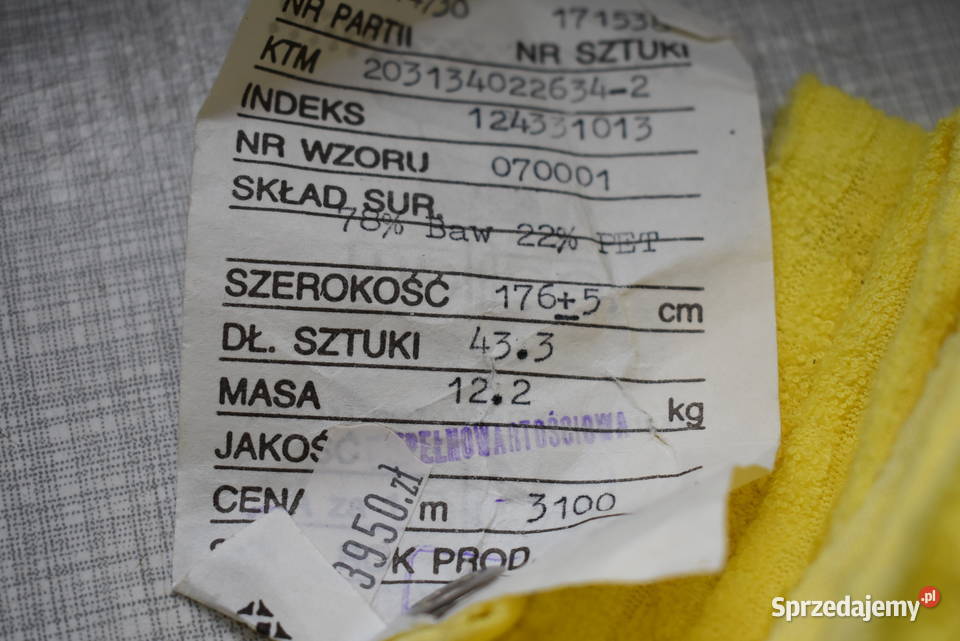 NR PARTII
NR SZTUKI
KTM 203134022634-2
INDEKS 124331013
NR WZORU 070001
SKŁAD SUR.
78% Baw 22% PET
SZEROKOŚĆ 176±5 cm
DŁ. SZTUKI 43.3
MASA 12.2 kg
JAKOŚ PEŁNOWARTOŚCIOWA
CENA m 3100
3950.zł
K PROD
Sprzedajemy.pl